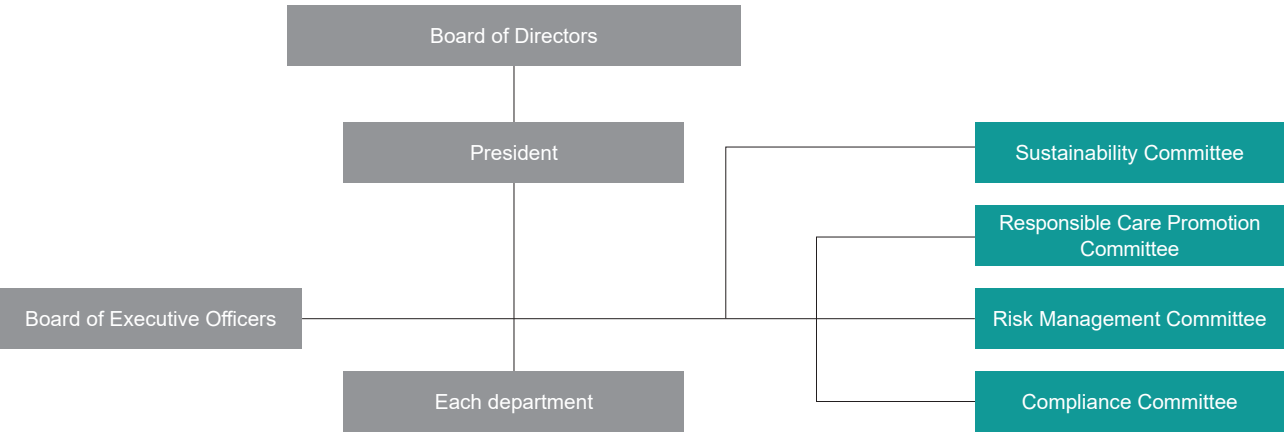 Board of Directors
President
Sustainability Committee
Responsible Care Promotion
Committee
Board of Executive Officers
Risk Management Committee
Each department
Compliance Committee